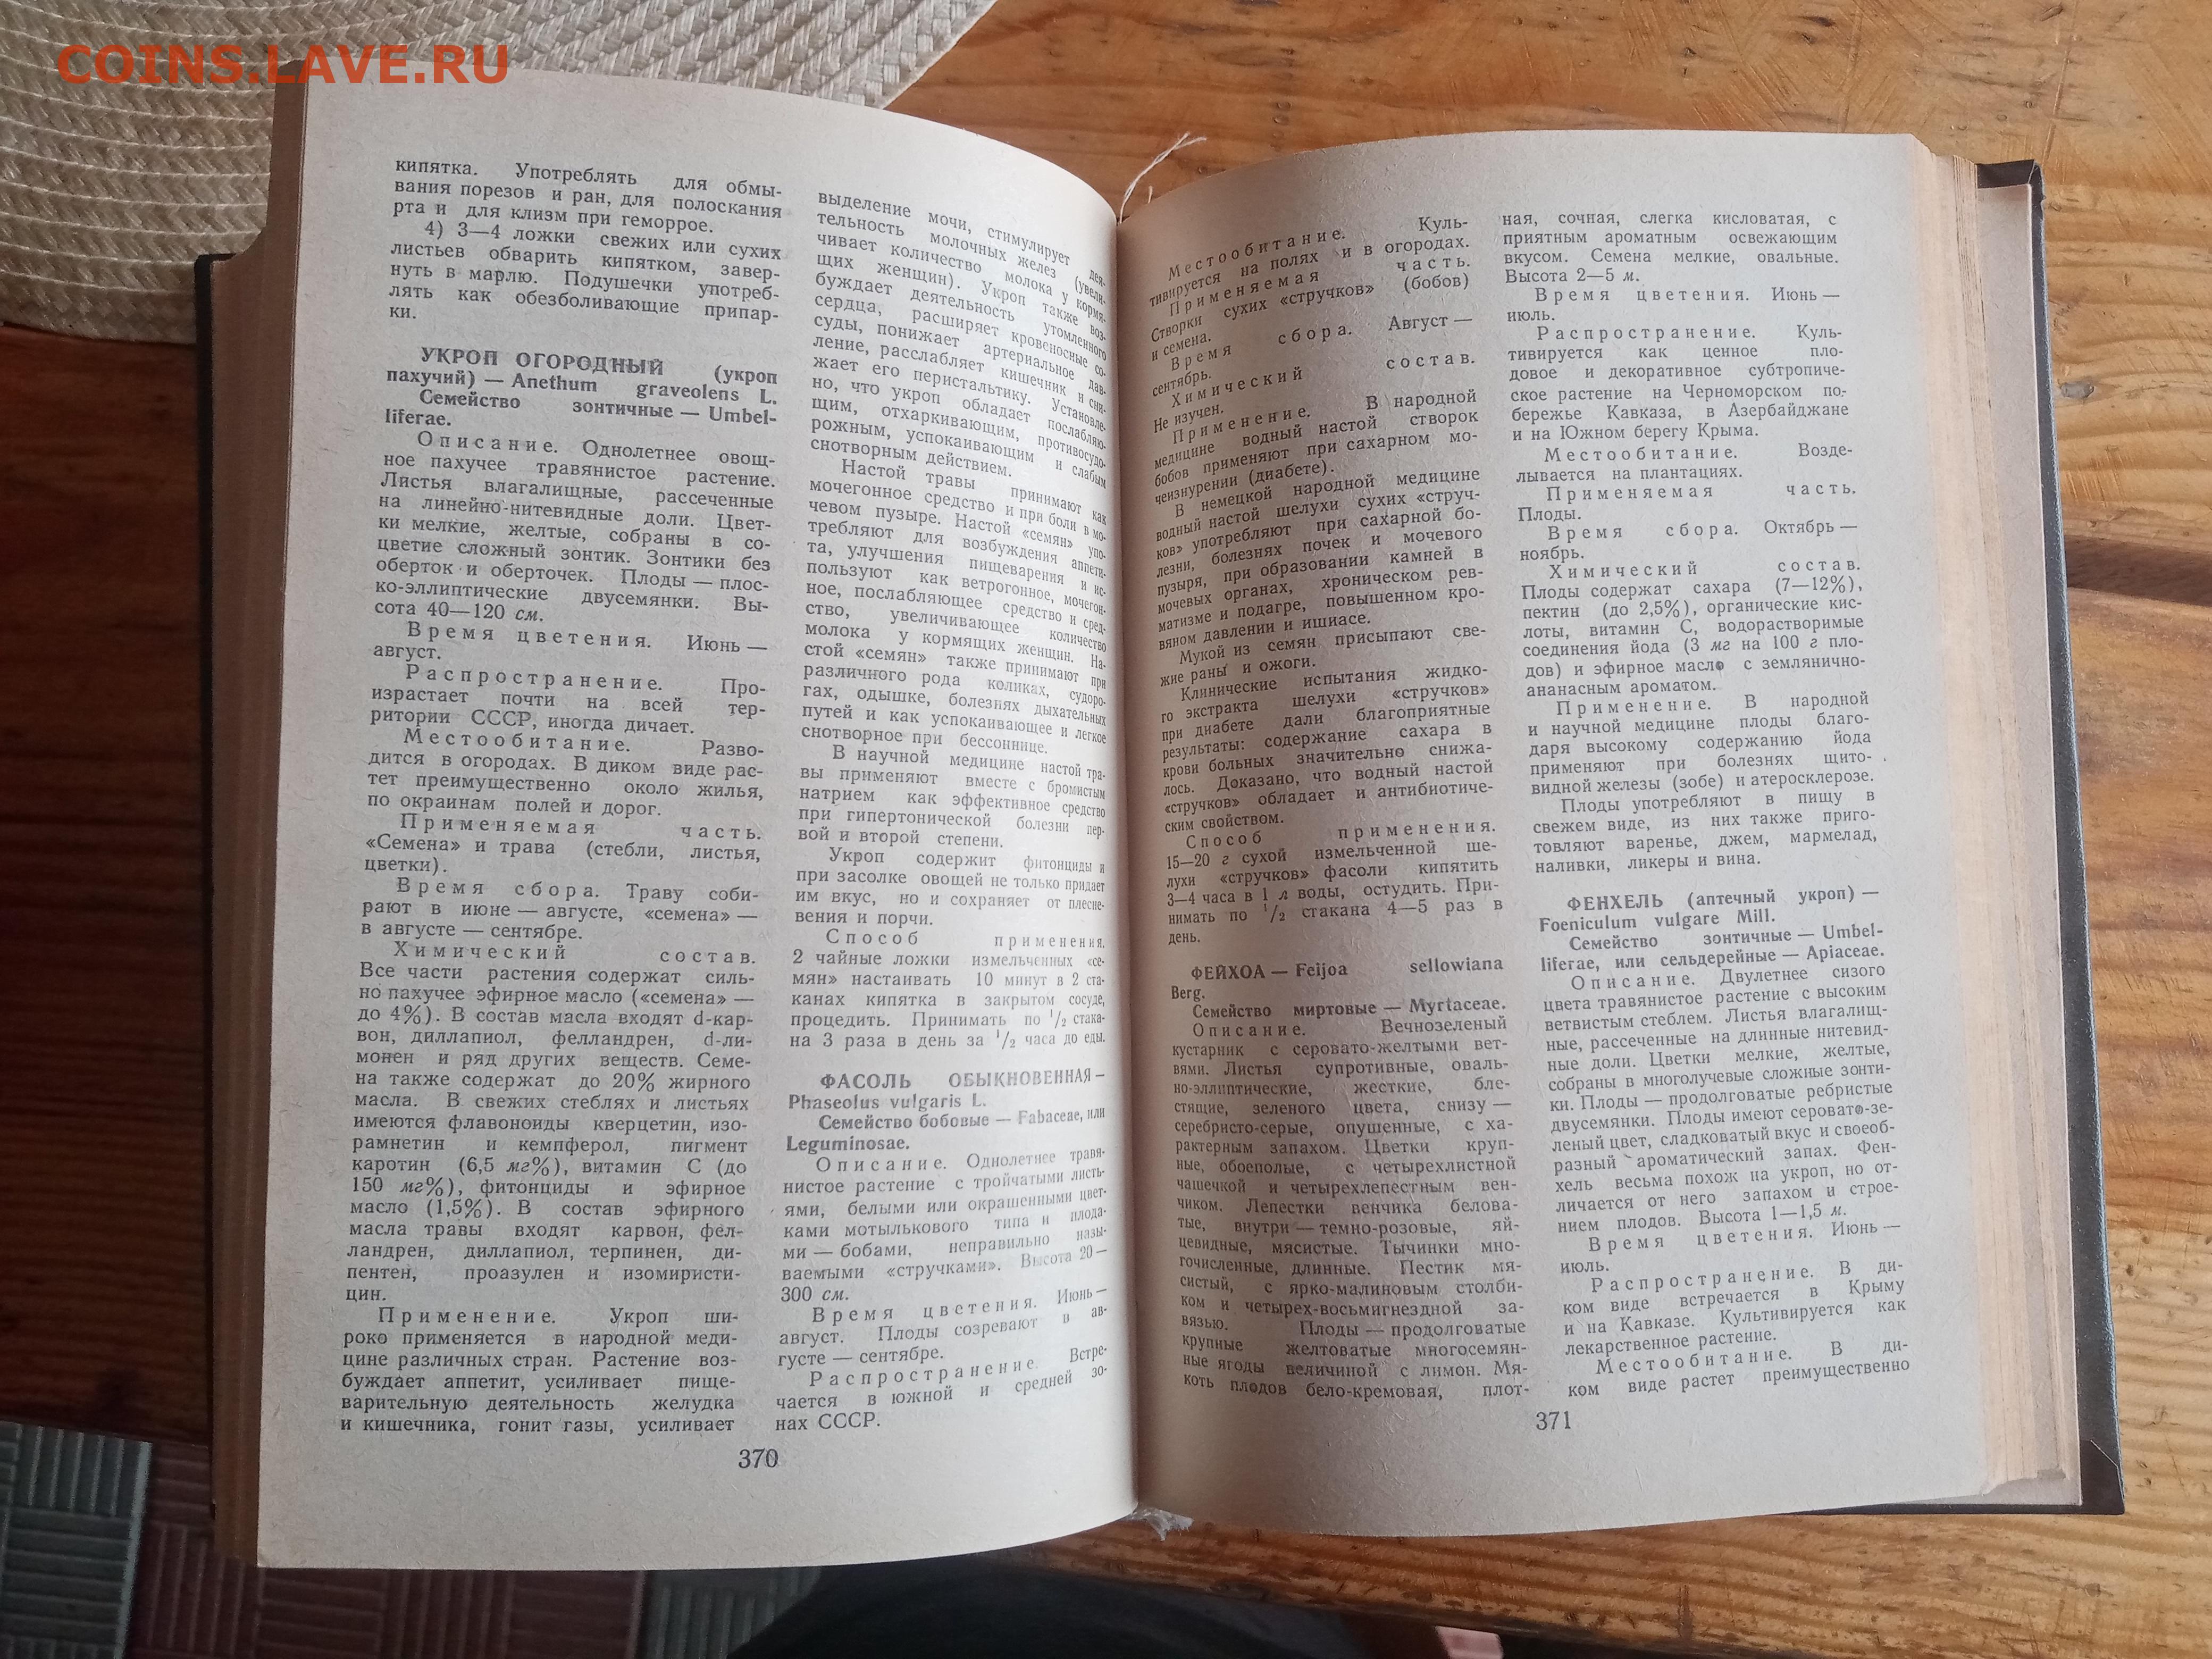 COINS.LAVE.RU
кипятка. Употреблять для обмы-
вания порезов и ран, для полоскания
рта и для клизм при геморрое.
4) 3—4 ложки свежих или сухих
листьев обварить кипятком, завер-
нуть в марлю. Подушечки употреб-
лять как обезболивающие припар-
ки.
УКРОП ОГОРОДНЫЙ (укроп
пахучий) — Anethum graveolens L.
Семейство зонтичные — Umbel-
liferae.
Описание. Однолетнее овощ-
ное пахучее травянистое растение.
Листья влагалищные, рассеченные
на линейно-нитевидные доли. Цвет-
ки мелкие, желтые, собраны в со-
цветие сложный зонтик. Зонтики без
оберток и оберточек. Плоды — плос-
ко-эллиптические двусемянки. Вы-
сота 40—120 см.
Время цветения. Июнь —
август.
Распространение. Про-
израстает почти на всей тер-
ритории СССР, иногда дичает.
Местообитание. Разво-
дится в огородах. В диком виде рас-
тет преимущественно около жилья,
по окраинам полей и дорог.
Применяемая часть.
«Семена» и трава (стебли, листья,
цветки).
Время сбора. Траву соби-
рают в июне — августе, «семена» —
в августе — сентябре.
Химический состав.
Все части растения содержат силь-
но пахучее эфирное масло («семена» —
до 4%). В состав масла входят d-кар-
вон, диллапиол, фелландрен, d-ли-
монен и ряд других веществ. Семе-
на также содержат до 20% жирного
масла. В свежих стеблях и листьях
имеются флавоноиды кверцетин, изо-
рамнетин и кемпферол, пигмент
каротин (6,5 мг%), витамин С (до
150 мг%), фитонциды и эфирное
масло (1,5%). В состав эфирного
масла травы входят карвон, фел-
ландрен, диллапиол, терпинен, ди-
пентен, проазулен и изомиристи-
цин.
Применение. Укроп ши-
роко применяется в народной меди-
цине различных стран. Растение воз-
буждает аппетит, усиливает пище-
варительную деятельность желудка
и кишечника, гонит газы, усиливает
370
выделение мочи, стимулирует дея-
тельность молочных желез (увели-
чивает количество молока у кормя-
щих женщин). Укроп также воз-
буждает деятельность утомленного
сердца, расширяет кровеносные со-
суды, понижает артериальное дав-
ление, расслабляет кишечник и сни-
жает его перистальтику. Установле-
но, что укроп обладает послабляю-
щим, отхаркивающим, противосудо-
рожным, успокаивающим и слабым
снотворным действием.
Настой травы принимают как
мочегонное средство и при боли в мо-
чевом пузыре. Настой «семян» упо-
требляют для возбуждения аппети-
та, улучшения пищеварения и ис-
пользуют как ветрогонное, мочегон-
ное, послабляющее средство и сред-
ство, увеличивающее количество
молока у кормящих женщин. На-
стой «семян» также принимают при
различного рода коликах, судоро-
гах, одышке, болезнях дыхательных
путей и как успокаивающее и легкое
снотворное при бессоннице.
В научной медицине настой тра-
вы применяют вместе с бромистым
натрием как эффективное средство
при гипертонической болезни пер-
вой и второй степени.
Укроп содержит фитонциды и
при засолке овощей не только придает
им вкус, но и сохраняет от плесне-
вения и порчи.
Способ применения.
2 чайные ложки измельченных «се-
мян» настаивать 10 минут в 2 ста-
канах кипятка в закрытом сосуде,
процедить. Принимать по 1/2 стака-
на 3 раза в день за 1/2 часа до еды.
ФАСОЛЬ ОБЫКНОВЕННАЯ —
Phaseolus vulgaris L.
Семейство бобовые — Fabaceae, или
Leguminosae.
Описание. Однолетнее травя-
нистое растение с тройчатыми листь-
ями, белыми или окрашенными цвет-
ками мотылькового типа и плода-
ми — бобами, неправильно назы-
ваемыми «стручками». Высота 20—
300 см.
Время цветения. Июнь —
август. Плоды созревают в ав-
густе — сентябре.
Распространение. Встре-
чается в южной и средней зо-
нах СССР.
Местообитание. Куль-
тивируется на полях и в огородах.
Применяемая часть.
Створки сухих «стручков» (бобов)
и семена.
Время сбора. Август —
сентябрь.
Химический состав.
Не изучен.
Применение. В народной
медицине водный настой створок
бобов применяют при сахарном мо-
чеизнурении (диабете).
В немецкой народной медицине
водный настой шелухи сухих «струч-
ков» употребляют при сахарной бо-
лезни, болезнях почек и мочевого
пузыря, при образовании камней в
мочевых органах, хроническом рев-
матизме и подагре, повышенном кро-
вяном давлении и ишиасе.
Мукой из семян присыпают све-
жие раны и ожоги.
Клинические испытания жидко-
го экстракта шелухи «стручков»
при диабете дали благоприятные
результаты: содержание сахара в
крови больных значительно снижа-
лось. Доказано, что водный настой
«стручков» обладает и антибиотиче-
ским свойством.
Способ применения.
15—20 г сухой измельченной ше-
лухи «стручков» фасоли кипятить
3—4 часа в 1 л воды, остудить. При-
нимать по 1/2 стакана 4—5 раз в
день.
ФЕЙХОА — Feijoa sellowiana
Berg.
Семейство миртовые — Myrtaceae.
Описание. Вечнозеленый
кустарник с серовато-желтыми вет-
вями. Листья супротивные, оваль-
но-эллиптические, жесткие, бле-
стящие, зеленого цвета, снизу —
серебристо-серые, опушенные, с ха-
рактерным запахом. Цветки круп-
ные, обоеполые, с четырехлистной
чашечкой и четырехлепестным вен-
чиком. Лепестки венчика белова-
тые, внутри — темно-розовые, яй-
цевидные, мясистые. Тычинки мно-
гочисленные, длинные. Пестик мя-
систый, с ярко-малиновым столби-
ком и четырех-восьмигнездной за-
вязью. Плоды — продолговатые
крупные желтоватые многосемян-
ные ягоды величиной с лимон. Мя-
коть плодов бело-кремовая, плот-
ная, сочная, слегка кисловатая, с
приятным ароматным освежающим
вкусом. Семена мелкие, овальные.
Высота 2—5 м.
Время цветения. Июнь —
июль.
Распространение. Куль-
тивируется как ценное пло-
довое и декоративное субтропиче-
ское растение на Черноморском по-
бережье Кавказа, в Азербайджане
и на Южном берегу Крыма.
Местообитание. Возде-
лывается на плантациях.
Применяемая часть.
Плоды.
Время сбора. Октябрь —
ноябрь.
Химический состав.
Плоды содержат сахара (7—12%),
пектин (до 2,5%), органические кис-
лоты, витамин С, водорастворимые
соединения йода (3 мг на 100 г пло-
дов) и эфирное масло с землянично-
ананасным ароматом.
Применение. В народной
и научной медицине плоды благо-
даря высокому содержанию йода
применяют при болезнях щито-
видной железы (зобе) и атеросклерозе.
Плоды употребляют в пищу в
свежем виде, из них также приго-
товляют варенье, джем, мармелад,
наливки, ликеры и вина.
ФЕНХЕЛЬ (аптечный укроп) —
Foeniculum vulgare Mill.
Семейство зонтичные — Umbel-
liferae, или сельдерейные — Apiaceae.
Описание. Двулетнее сизого
цвета травянистое растение с высоким
ветвистым стеблем. Листья влагалищ-
ные, рассеченные на длинные нитевид-
ные доли. Цветки мелкие, желтые,
собраны в многолучевые сложные зонти-
ки. Плоды — продолговатые ребристые
двусемянки. Плоды имеют серовато-зе-
леный цвет, сладковатый вкус и своеоб-
разный ароматический запах. Фен-
хель весьма похож на укроп, но от-
личается от него запахом и строе-
нием плодов. Высота 1—1,5 м.
Время цветения. Июнь —
июль.
Распространение. В ди-
ком виде встречается в Крыму
и на Кавказе. Культивируется как
лекарственное растение.
Местообитание. В ди-
ком виде растет преимущественно
371